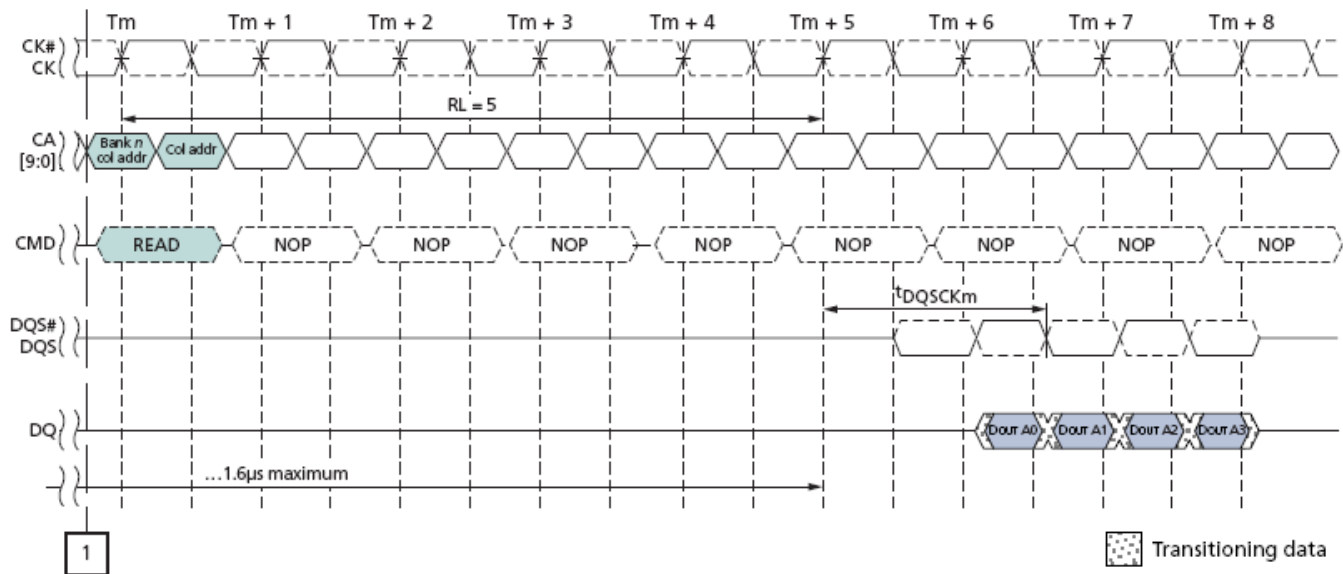 Tm Tm + 1 Tm + 2 Tm + 3 Tm + 4 Tm + 5 Tm + 6 Tm + 7 Tm + 8
CK#
CK
RL = 5
CA
[9:0]
Bank n
col addr
Col addr
CMD READ NOP NOP NOP NOP NOP NOP NOP NOP
tDQSCKm
DQS#
DQS
DQ DOUT A0 DOUT A1 DOUT A2 DOUT A3
...1.6µs maximum
1
Transitioning data